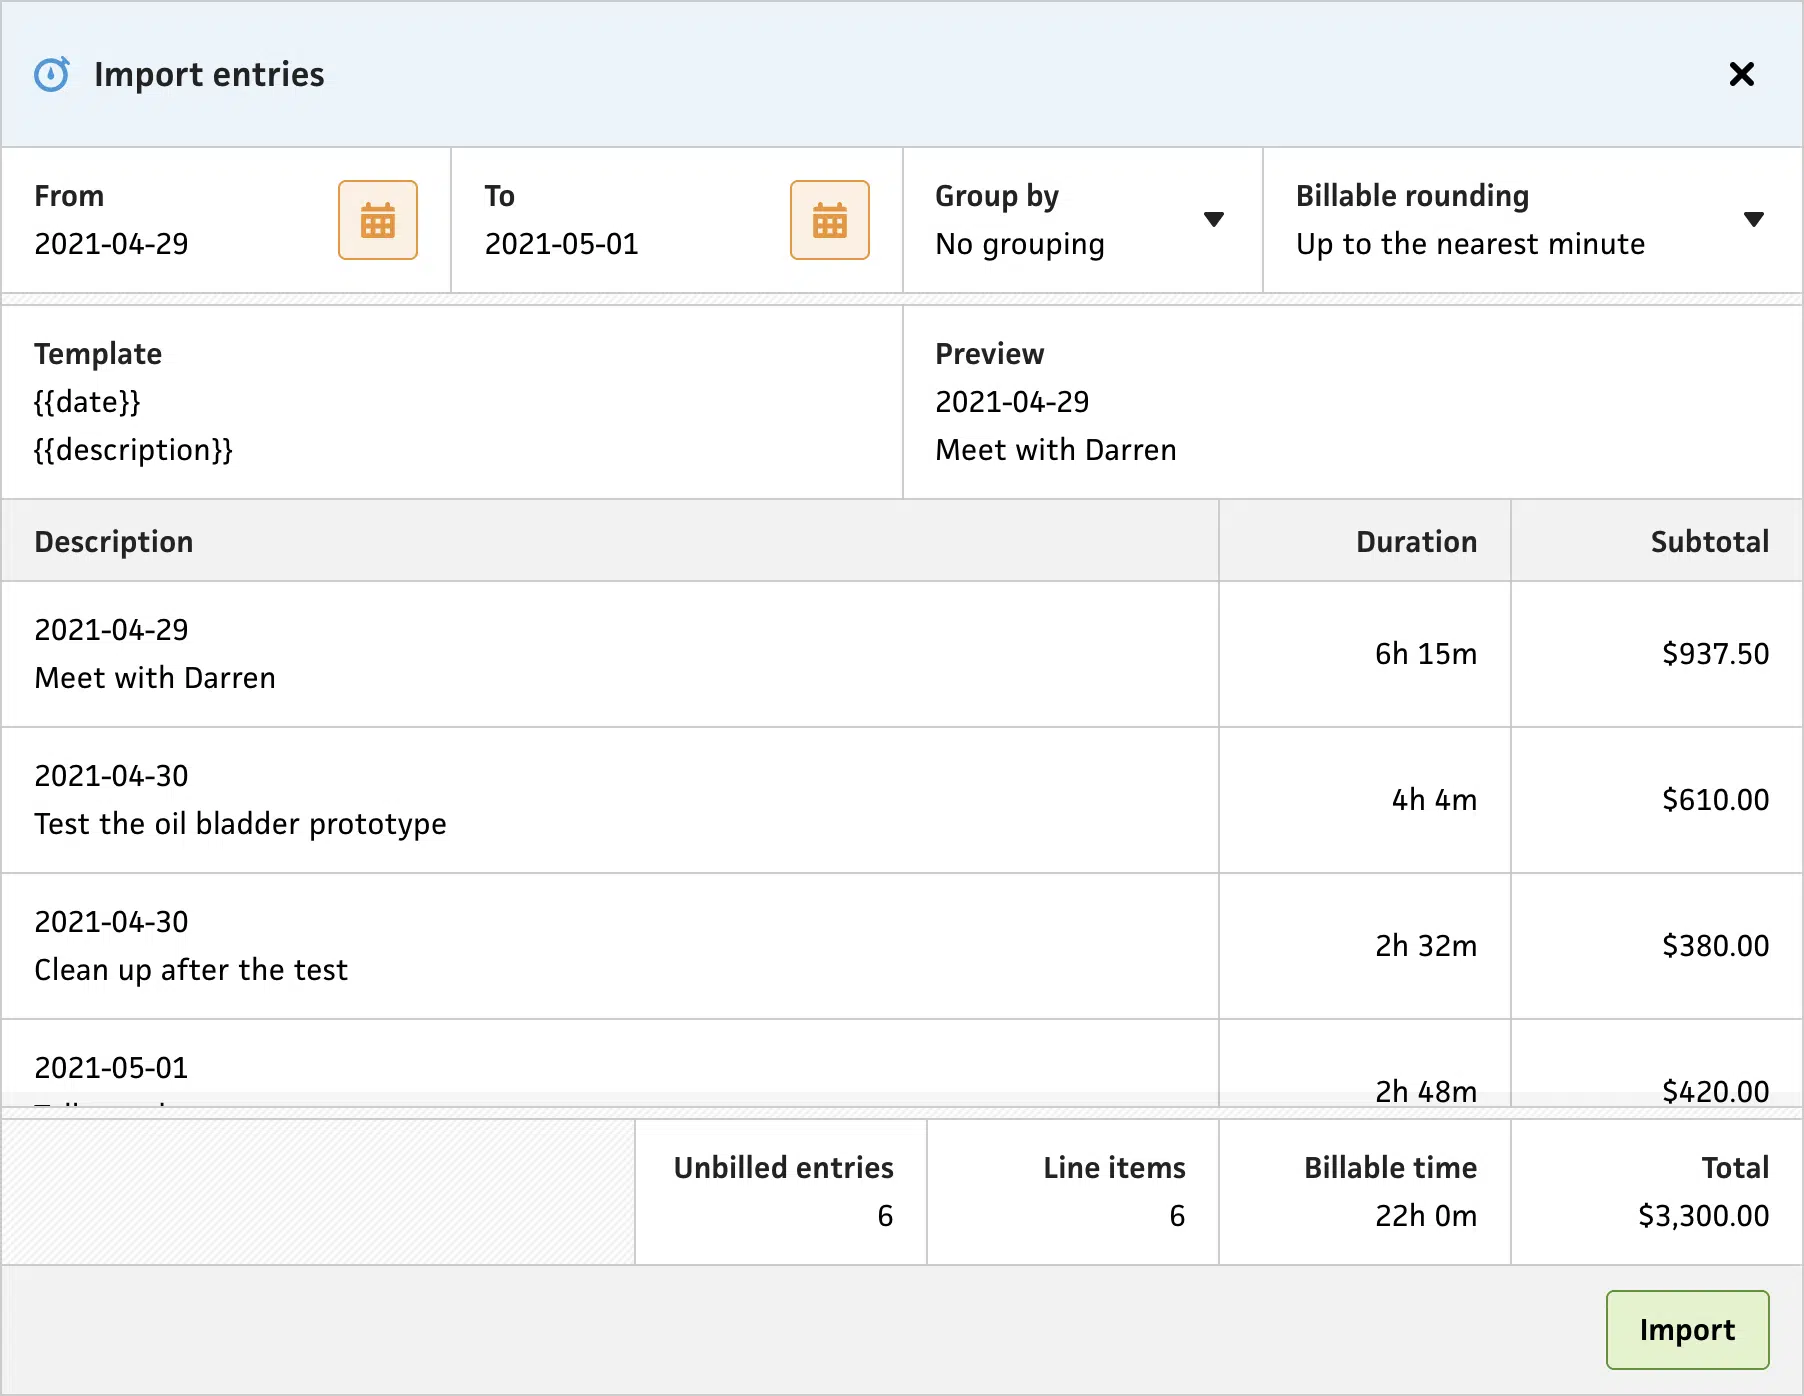 Import entries
From
2021-04-29
To
2021-05-01
Group by
No grouping
Billable rounding
Up to the nearest minute
Template
{{date}}
{{description}}
Preview
2021-04-29
Meet with Darren
Description Duration Subtotal
2021-04-29
Meet with Darren
6h 15m $937.50
2021-04-30
Test the oil bladder prototype
4h 4m $610.00
2021-04-30
Clean up after the test
2h 32m $380.00
2021-05-01
2h 48m $420.00
Unbilled entries
6
Line items
6
Billable time
22h 0m
Total
$3,300.00
Import